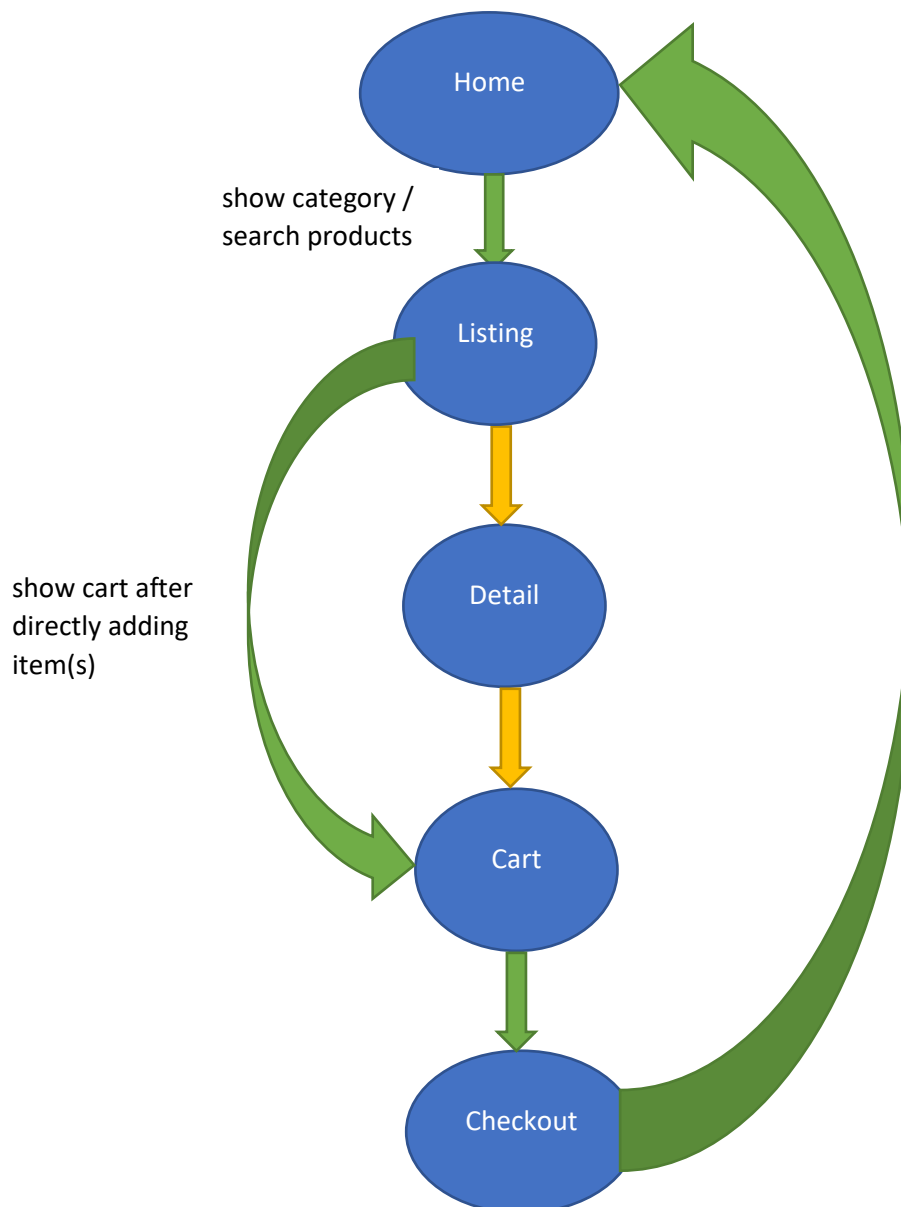 Home
show category /
search products
Listing
Detail
show cart after
directly adding
item(s)
Cart
Checkout